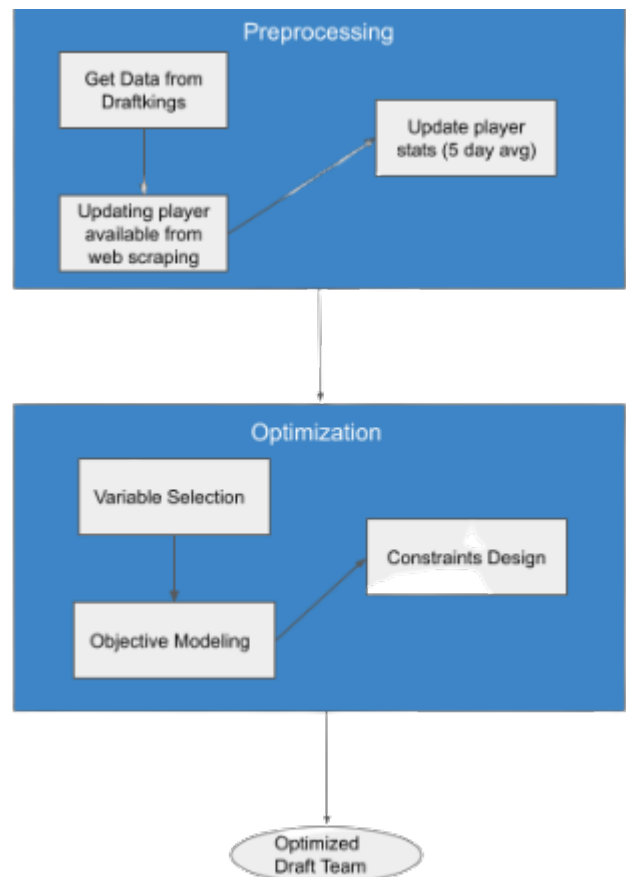 Preprocessing
Get Data from
Draftkings
Update player
stats (5 day avg)
Updating player
available from
web scraping
Optimization
Variable Selection
Constraints Design
Objective Modeling
Optimized
Draft Team